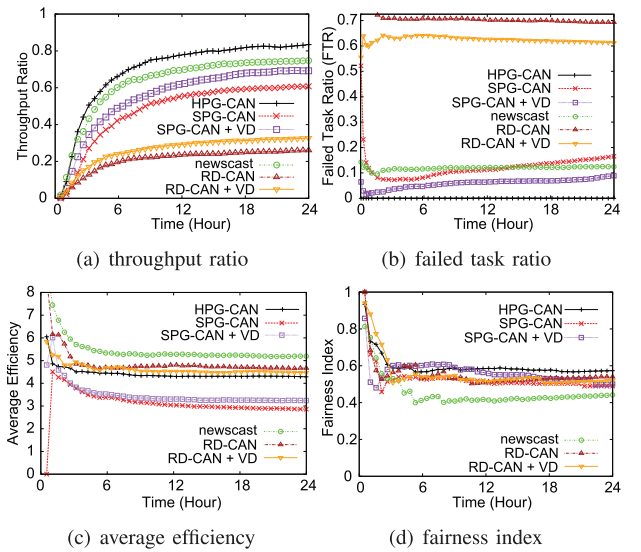 1
0.8
0.6
0.4
0.2
0
0 6 12 18 24
Throughput Ratio
Time (Hour)
HPG-CAN
SPG-CAN
SPG-CAN + VD
newscast
RD-CAN
RD-CAN + VD
(a) throughput ratio
0.7
0.6
0.5
0.4
0.3
0.2
0.1
0
0 6 12 18 24
Failed Task Ratio (FTR)
Time (Hour)
HPG-CAN
SPG-CAN
SPG-CAN + VD
newscast
RD-CAN
RD-CAN + VD
(b) failed task ratio
8
7
6
5
4
3
2
1
0
0 6 12 18 24
Average Efficiency
Time (Hour)
HPG-CAN
SPG-CAN
SPG-CAN + VD
newscast
RD-CAN
RD-CAN + VD
(c) average efficiency
1
0.8
0.6
0.4
0.2
0
0 6 12 18 24
Fairness Index
Time (Hour)
HPG-CAN
SPG-CAN
SPG-CAN + VD
newscast
RD-CAN
RD-CAN + VD
(d) fairness index